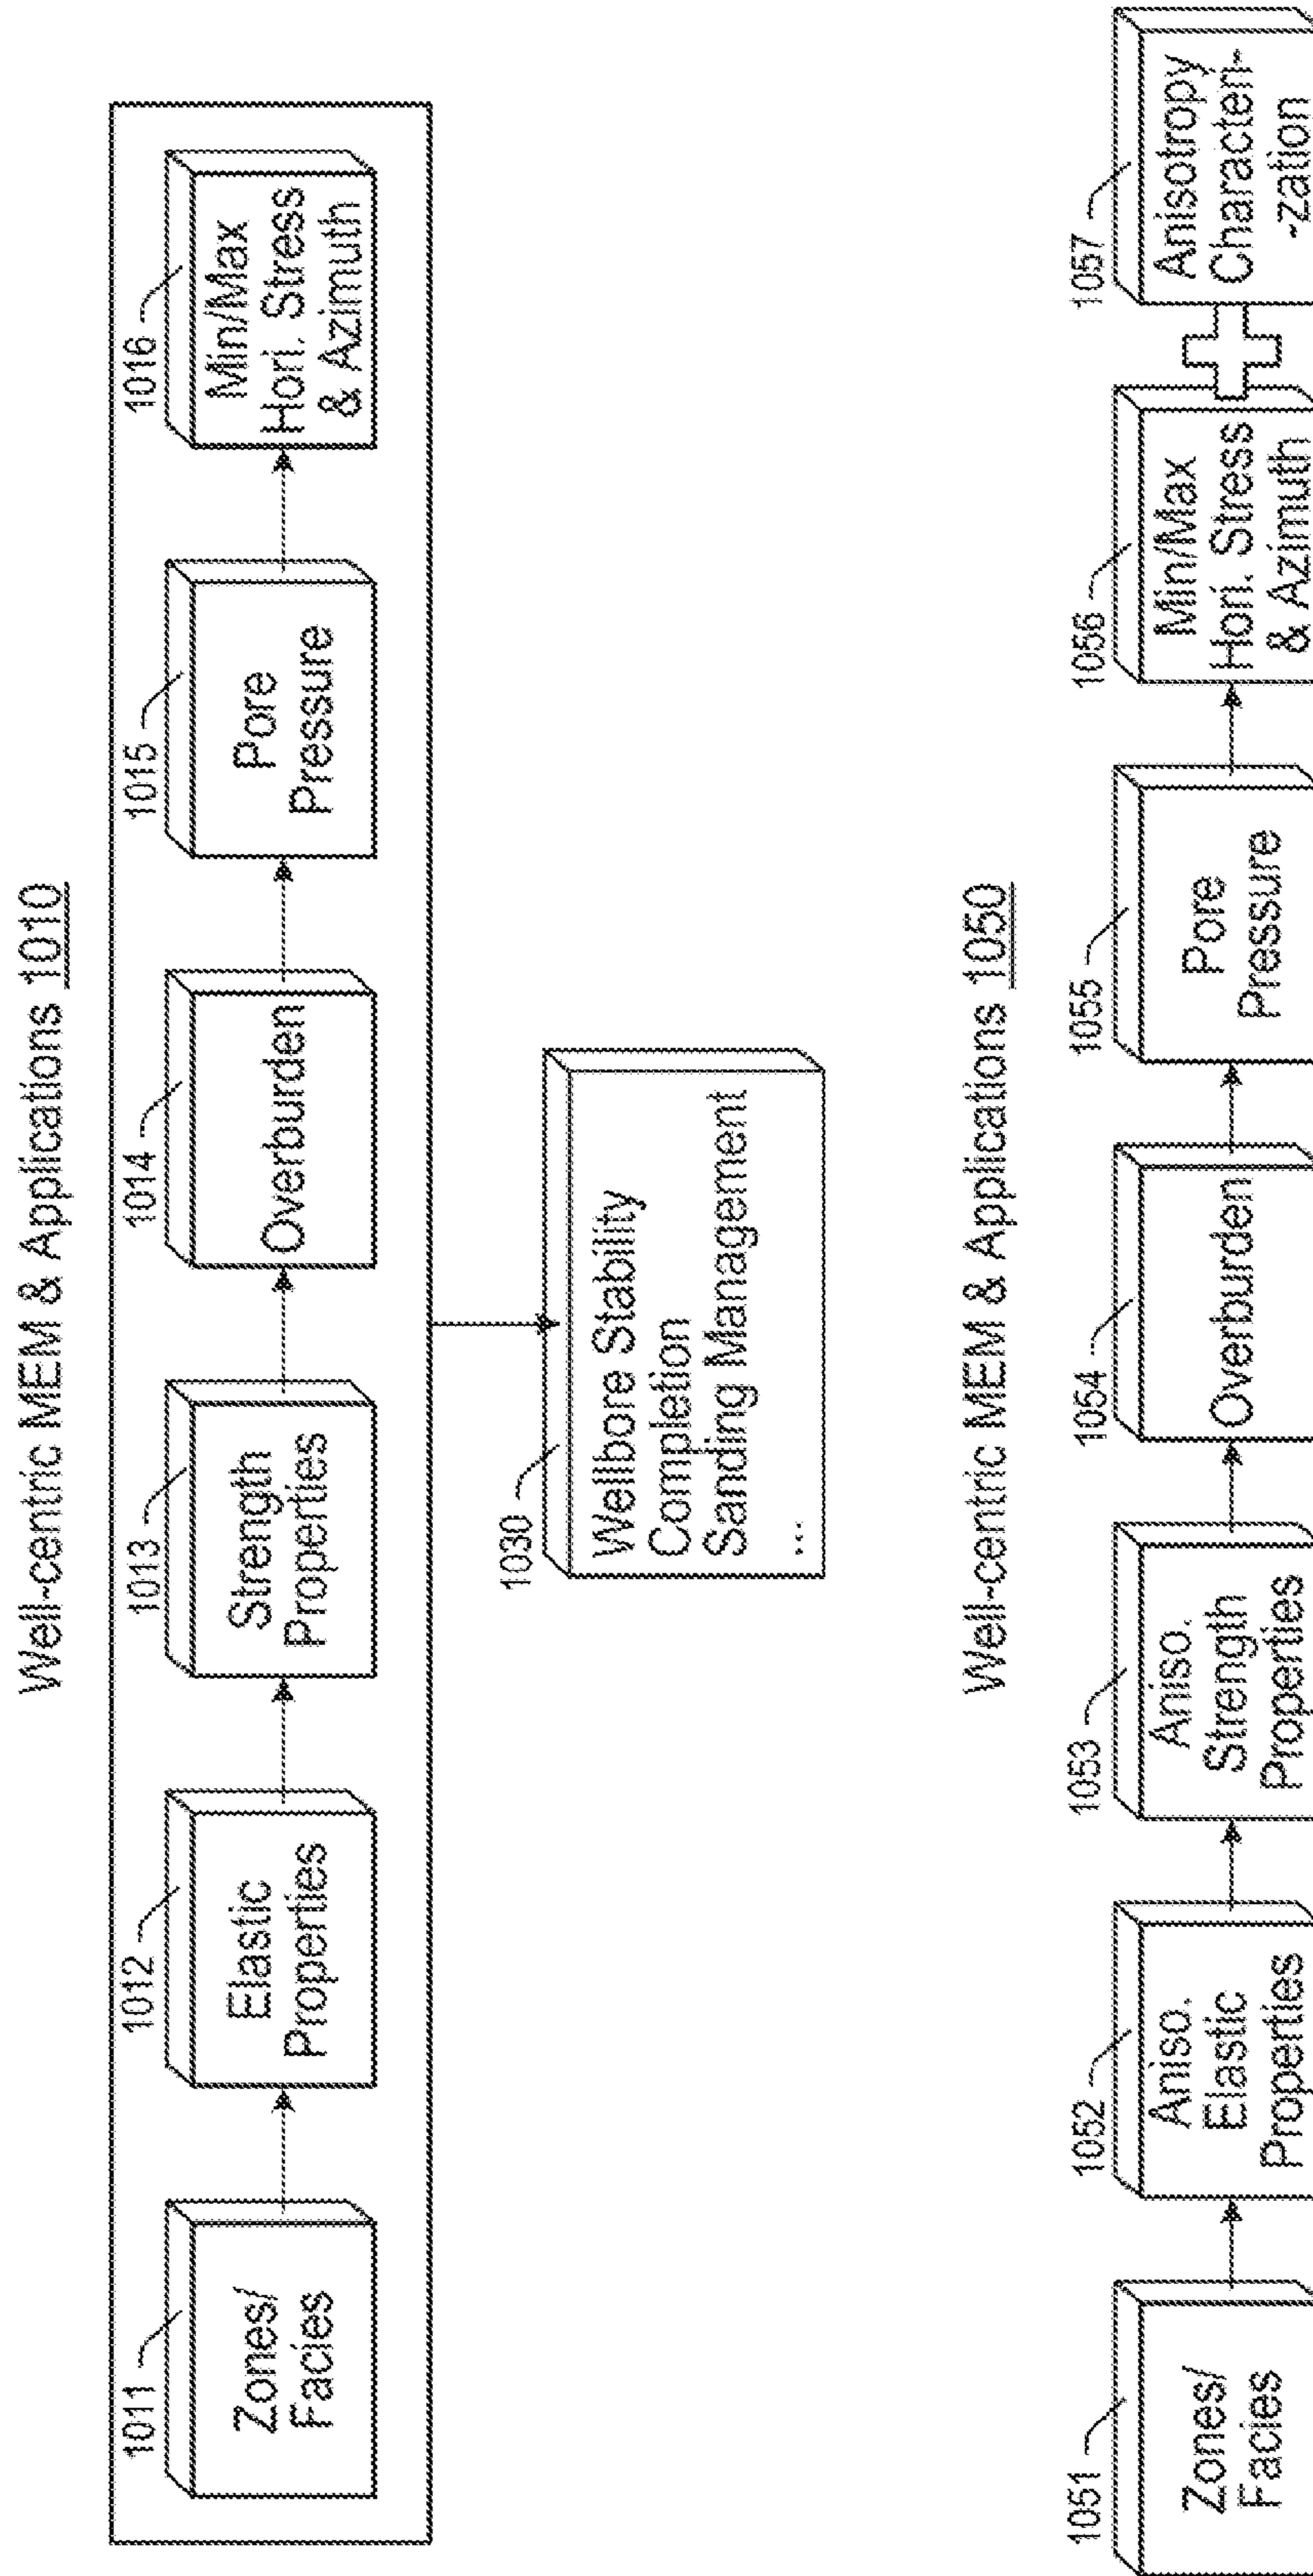 Well-centric MEM & Applications 1010
1011
Zones/
Facies
1012
Elastic
Properties
1013
Strength
Properties
1014
Overburden
1015
Pore
Pressure
1016
Min/Max
Hori. Stress
& Azimuth
1030
Wellbore Stability
Completion
Sanding Management
...
Well-centric MEM & Applications 1050
1051
Zones/
Facies
1052
Aniso.
Elastic
Properties
1053
Aniso.
Strength
Properties
1054
Overburden
1055
Pore
Pressure
1056
Min/Max
Hori. Stress
& Azimuth
1057
Anisotropy
Characteri-
-zation